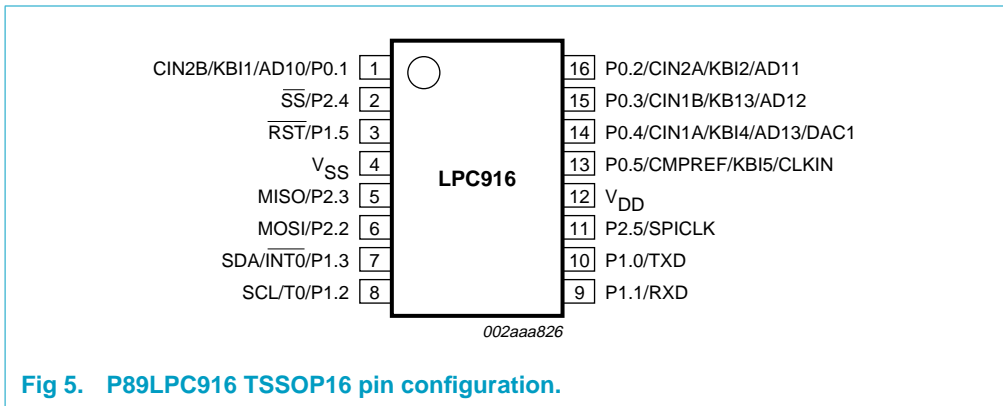 CIN2B/KBI1/AD10/P0.1 1
SS/P2.4 2
RST/P1.5 3
VSS 4
MISO/P2.3 5
MOSI/P2.2 6
SDA/INT0/P1.3 7
SCL/T0/P1.2 8
LPC916
16 P0.2/CIN2A/KBI2/AD11
15 P0.3/CIN1B/KB13/AD12
14 P0.4/CIN1A/KBI4/AD13/DAC1
13 P0.5/CMPREF/KBI5/CLKIN
12 VDD
11 P2.5/SPICLK
10 P1.0/TXD
9 P1.1/RXD
002aaa826
Fig 5. P89LPC916 TSSOP16 pin configuration.